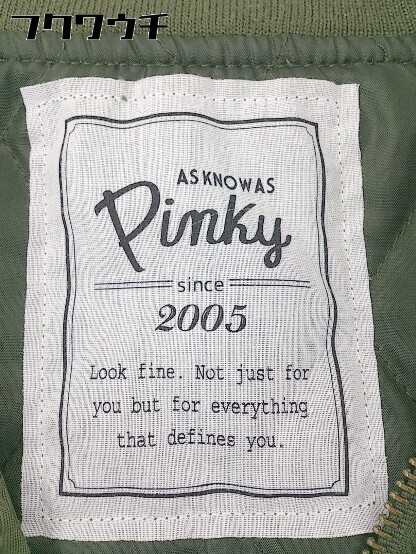 フクウウチ
AS KNOW AS
Pinky
since
2005
Look fine. Not just for
you but for everything
that defines you.